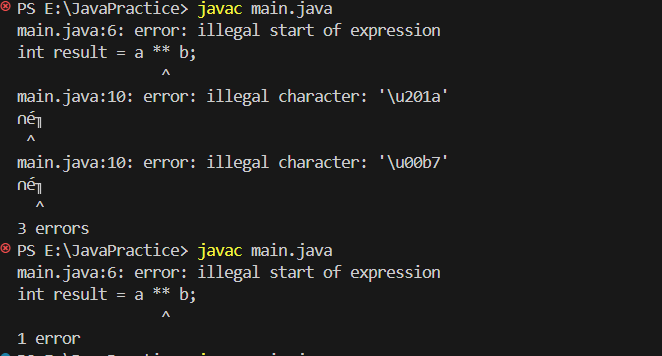 PS E:\JavaPractice> javac main.java
main.java:6: error: illegal start of expression
int result = a ** b;
^
main.java:10: error: illegal character: '\u201a'
∩é╖
^
main.java:10: error: illegal character: '\u00b7'
∩é╖
^
3 errors
PS E:\JavaPractice> javac main.java
main.java:6: error: illegal start of expression
int result = a ** b;
^
1 error